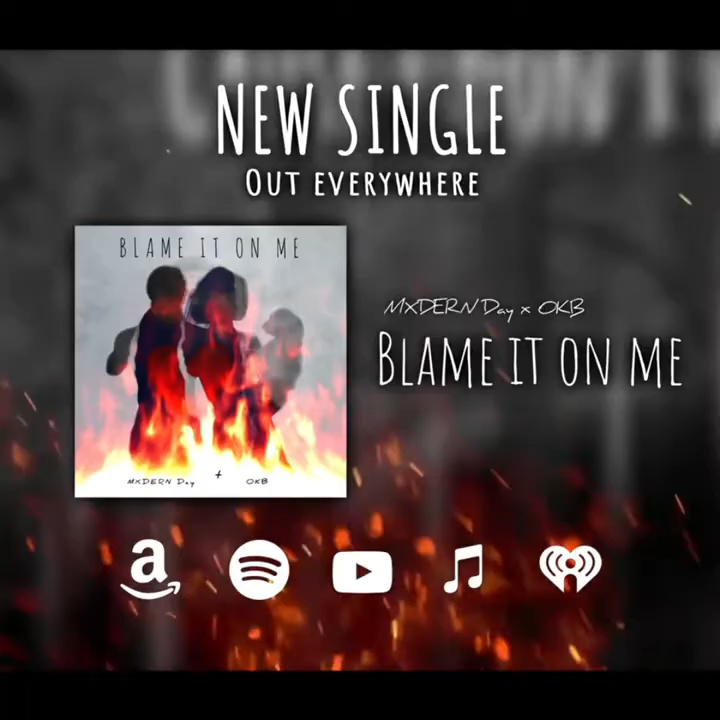 NEW SINGLE
OUT EVERYWHERE
BLAME IT ON ME
MXDERN Day + OKB
MXDERN Day x OKB
BLAME IT ON ME
a